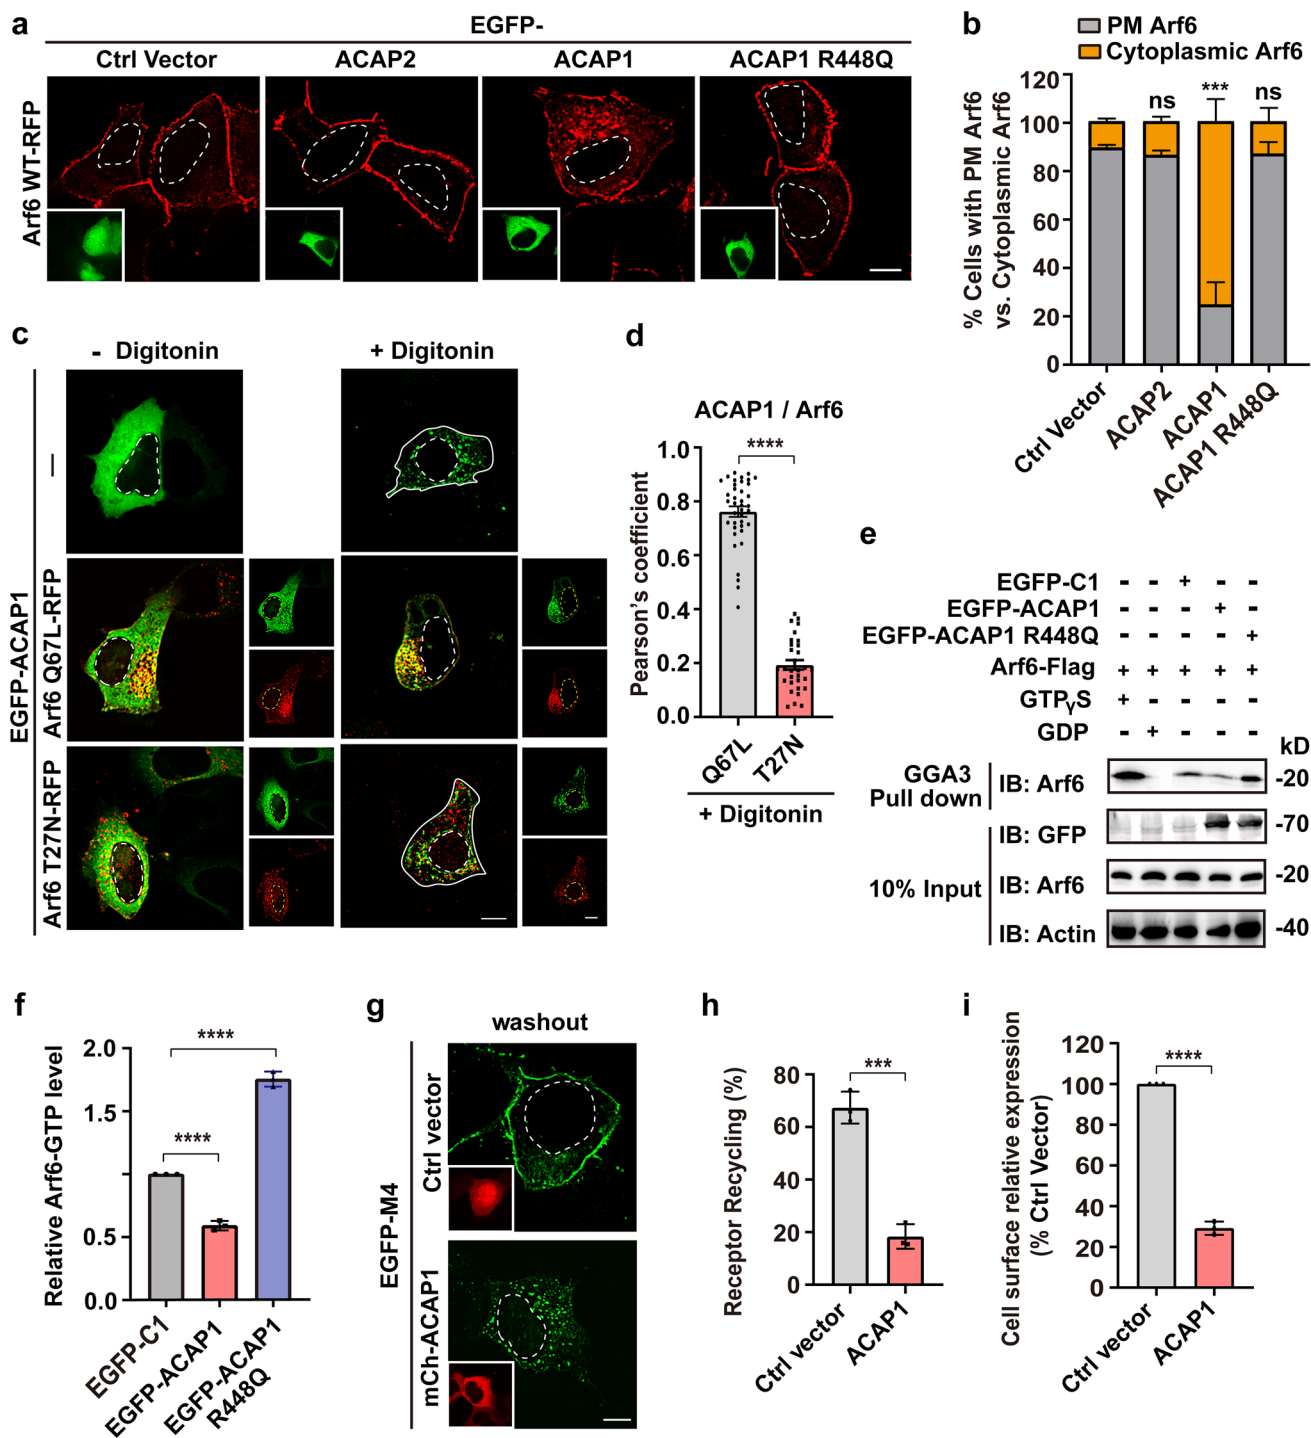 a
EGFP-
Ctrl Vector
ACAP2
ACAP1
ACAP1 R448Q
Arf6 WT-RFP
b
PM Arf6
Cytoplasmic Arf6
% Cells with PM Arf6
vs. Cytoplasmic Arf6
120
100
80
60
40
20
0
ns
***
ns
Ctrl Vector
ACAP2
ACAP1
ACAP1 R448Q
c
- Digitonin
+ Digitonin
EGFP-ACAP1
—
Arf6 Q67L-RFP
Arf6 T27N-RFP
d
ACAP1 / Arf6
Pearson's coefficient
1.0
0.8
0.6
0.4
0.2
0.0
****
Q67L
T27N
+ Digitonin
e
EGFP-C1 - - + - -
EGFP-ACAP1 - - - + -
EGFP-ACAP1 R448Q - - - - +
Arf6-Flag + + + + +
GTPγS + - - - -
GDP - + - - -
kD
GGA3
Pull down
IB: Arf6
-20
10% Input
IB: GFP
-70
IB: Arf6
-20
IB: Actin
-40
f
Relative Arf6-GTP level
2.0
1.5
0.5
0.0
****
****
EGFP-C1
EGFP-ACAP1
EGFP-ACAP1
R448Q
g
washout
EGFP-M4
Ctrl vector
mCh-ACAP1
h
Receptor Recycling (%)
80
60
40
20
0
***
Ctrl vector
ACAP1
i
Cell surface relative expression
(% Ctrl Vector)
120
100
80
60
40
20
0
****
Ctrl vector
ACAP1